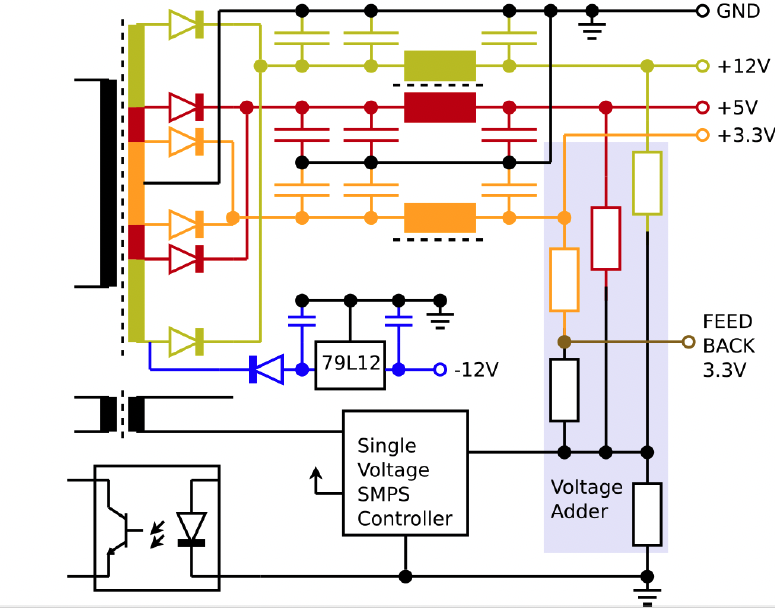 GND
+12V
+5V
+3.3V
FEED
BACK
3.3V
79L12
-12V
Single
Voltage
SMPS
Controller
Voltage
Adder